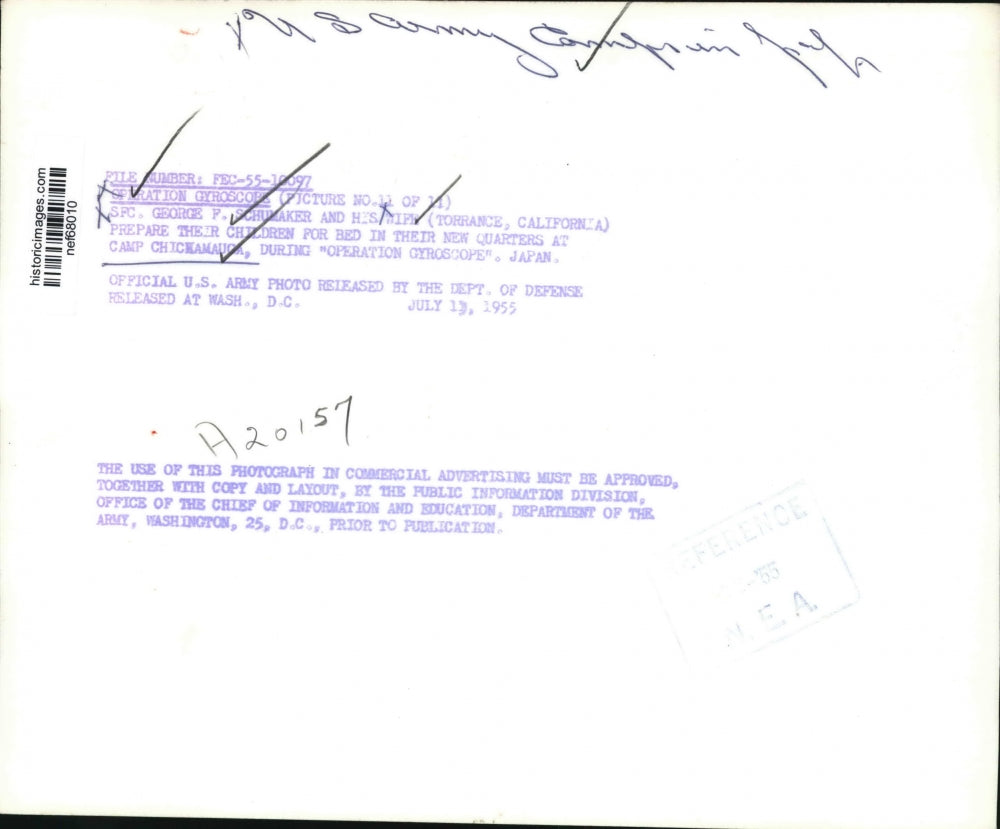 U S Army Camps in
historicimages.com
nef68010
FILE NUMBER: FEC-55-
OPERATION GYROSCOPE (PICTURE NO.11 OF 11)
SFC. GEORGE F. SCHUMAKER AND HIS WIFE (TORRANCE, CALIFORNIA)
PREPARE THEIR CHILDREN FOR BED IN THEIR NEW QUARTERS AT
CAMP CHICKAMAUGA, DURING "OPERATION GYROSCOPE". JAPAN.
OFFICIAL U.S. ARMY PHOTO RELEASED BY THE DEPT. OF DEFENSE
RELEASED AT WASH., D.C. JULY 13, 1955
A20157
THE USE OF THIS PHOTOGRAPH IN COMMERCIAL ADVERTISING MUST BE APPROVED,
TOGETHER WITH COPY AND LAYOUT, BY THE PUBLIC INFORMATION DIVISION,
OFFICE OF THE CHIEF OF INFORMATION AND EDUCATION, DEPARTMENT OF THE
ARMY, WASHINGTON, 25, D.C., PRIOR TO PUBLICATION.
REFERENCE
N.E.A.